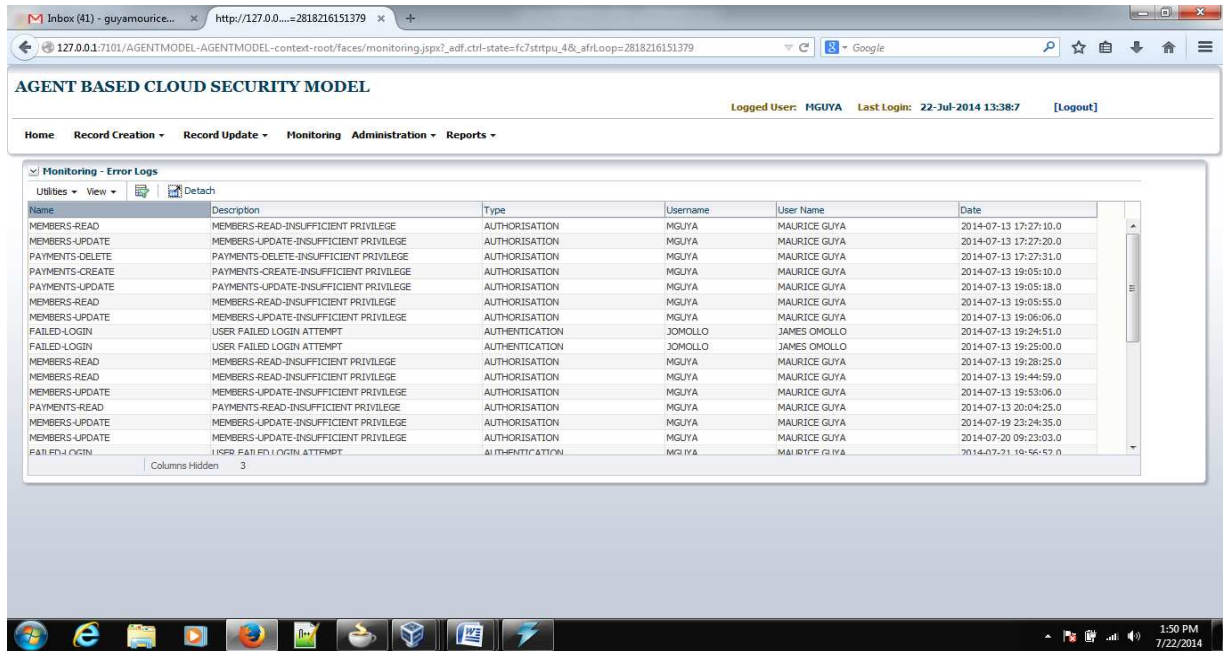 Inbox (41) - guyamourice... × http://127.0.0....=2818216151379 × +
127.0.0.1:7101/AGENTMODEL-AGENTMODEL-context-root/faces/monitoring.jspx?_adf.ctrl-state=fc7strtpu_4&_afrLoop=2818216151379 Google
AGENT BASED CLOUD SECURITY MODEL
Logged User: MGUYA Last Login: 22-Jul-2014 13:38:7 [Logout]
Home Record Creation Record Update Monitoring Administration Reports
Monitoring - Error Logs
Utilities View Detach
Name Description Type Username User Name Date
MEMBERS-READ MEMBERS-READ-INSUFFICIENT PRIVILEGE AUTHORISATION MGUYA MAURICE GUYA 2014-07-13 17:27:10.0
MEMBERS-UPDATE MEMBERS-UPDATE-INSUFFICIENT PRIVILEGE AUTHORISATION MGUYA MAURICE GUYA 2014-07-13 17:27:20.0
PAYMENTS-DELETE PAYMENTS-DELETE-INSUFFICIENT PRIVILEGE AUTHORISATION MGUYA MAURICE GUYA 2014-07-13 17:27:31.0
PAYMENTS-CREATE PAYMENTS-CREATE-INSUFFICIENT PRIVILEGE AUTHORISATION MGUYA MAURICE GUYA 2014-07-13 19:05:10.0
PAYMENTS-UPDATE PAYMENTS-UPDATE-INSUFFICIENT PRIVILEGE AUTHORISATION MGUYA MAURICE GUYA 2014-07-13 19:05:18.0
MEMBERS-READ MEMBERS-READ-INSUFFICIENT PRIVILEGE AUTHORISATION MGUYA MAURICE GUYA 2014-07-13 19:05:55.0
MEMBERS-UPDATE MEMBERS-UPDATE-INSUFFICIENT PRIVILEGE AUTHORISATION MGUYA MAURICE GUYA 2014-07-13 19:06:06.0
FAILED-LOGIN USER FAILED LOGIN ATTEMPT AUTHENTICATION JOMOLLO JAMES OMOLLO 2014-07-13 19:24:51.0
FAILED-LOGIN USER FAILED LOGIN ATTEMPT AUTHENTICATION JOMOLLO JAMES OMOLLO 2014-07-13 19:25:00.0
MEMBERS-READ MEMBERS-READ-INSUFFICIENT PRIVILEGE AUTHORISATION MGUYA MAURICE GUYA 2014-07-13 19:28:25.0
MEMBERS-READ MEMBERS-READ-INSUFFICIENT PRIVILEGE AUTHORISATION MGUYA MAURICE GUYA 2014-07-13 19:44:59.0
MEMBERS-UPDATE MEMBERS-UPDATE-INSUFFICIENT PRIVILEGE AUTHORISATION MGUYA MAURICE GUYA 2014-07-13 19:53:06.0
PAYMENTS-READ PAYMENTS-READ-INSUFFICIENT PRIVILEGE AUTHORISATION MGUYA MAURICE GUYA 2014-07-13 20:04:25.0
MEMBERS-UPDATE MEMBERS-UPDATE-INSUFFICIENT PRIVILEGE AUTHORISATION MGUYA MAURICE GUYA 2014-07-19 23:24:35.0
MEMBERS-UPDATE MEMBERS-UPDATE-INSUFFICIENT PRIVILEGE AUTHORISATION MGUYA MAURICE GUYA 2014-07-20 09:23:03.0
FAILED-LOGIN USER FAILED LOGIN ATTEMPT AUTHENTICATION MGUYA MAURICE GUYA 2014-07-21 19:56:52.0
Columns Hidden 3
1:50 PM
7/22/2014